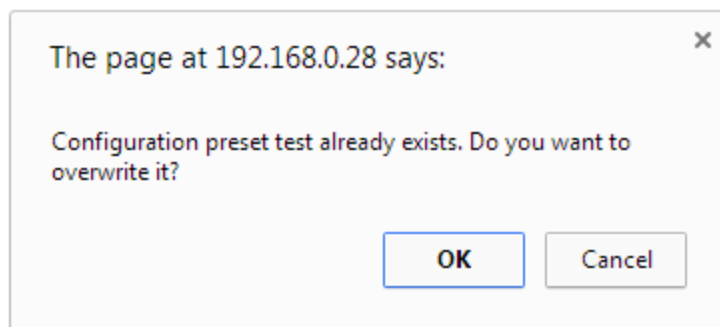 The page at 192.168.0.28 says:
Configuration preset test already exists. Do you want to
overwrite it?
OK
Cancel